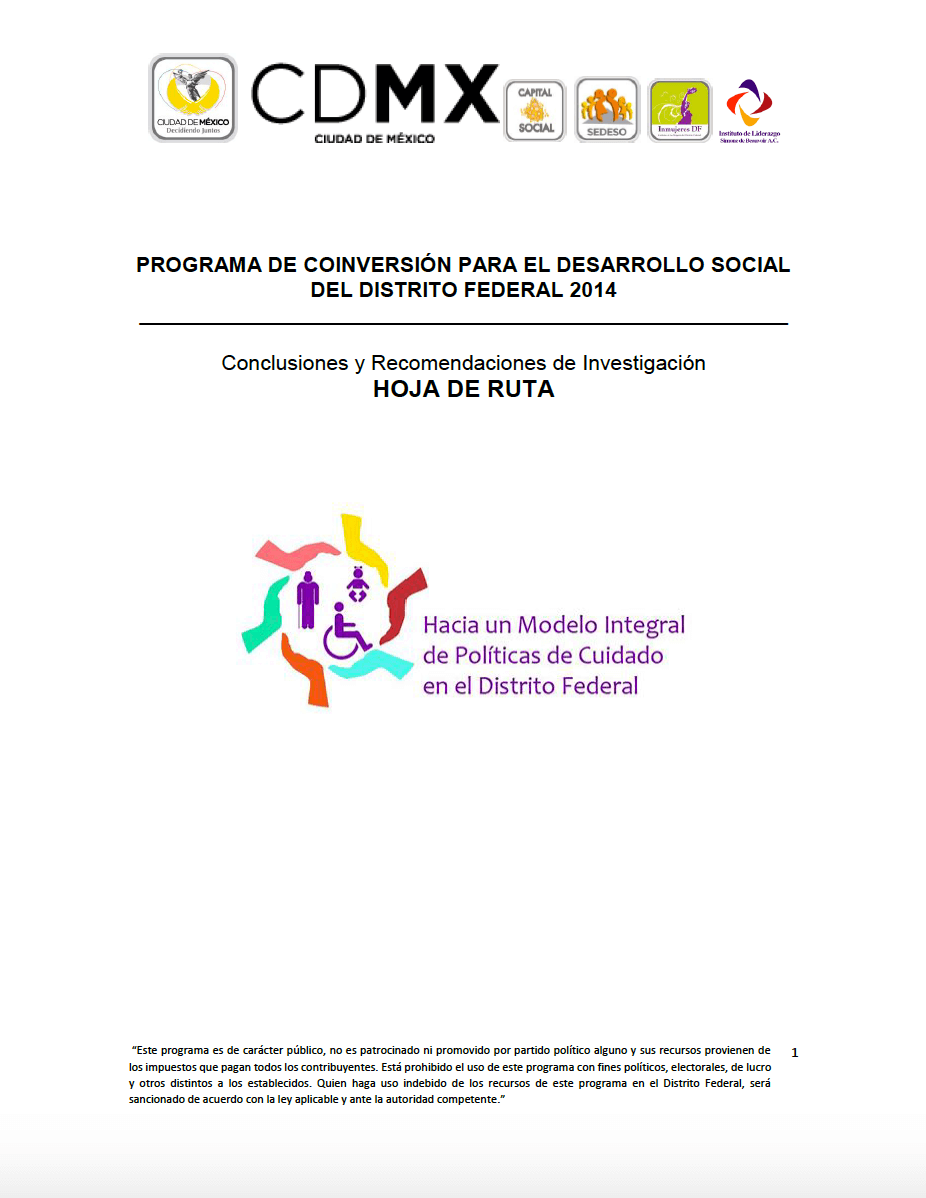 CIUDAD DE MÉXICO
Decidiendo Juntos
CDMX
CIUDAD DE MÉXICO
CAPITAL
SOCIAL
SEDESO
Inmujeres DF
Instituto de Liderazgo
Simone de Beauvoir A.C.
PROGRAMA DE COINVERSIÓN PARA EL DESARROLLO SOCIAL
DEL DISTRITO FEDERAL 2014
Conclusiones y Recomendaciones de Investigación
HOJA DE RUTA
Hacia un Modelo Integral
de Políticas de Cuidado
en el Distrito Federal
“Este programa es de carácter público, no es patrocinado ni promovido por partido político alguno y sus recursos provienen de
los impuestos que pagan todos los contribuyentes. Está prohibido el uso de este programa con fines políticos, electorales, de lucro
y otros distintos a los establecidos. Quien haga uso indebido de los recursos de este programa en el Distrito Federal, será
sancionado de acuerdo con la ley aplicable y ante la autoridad competente.”
1